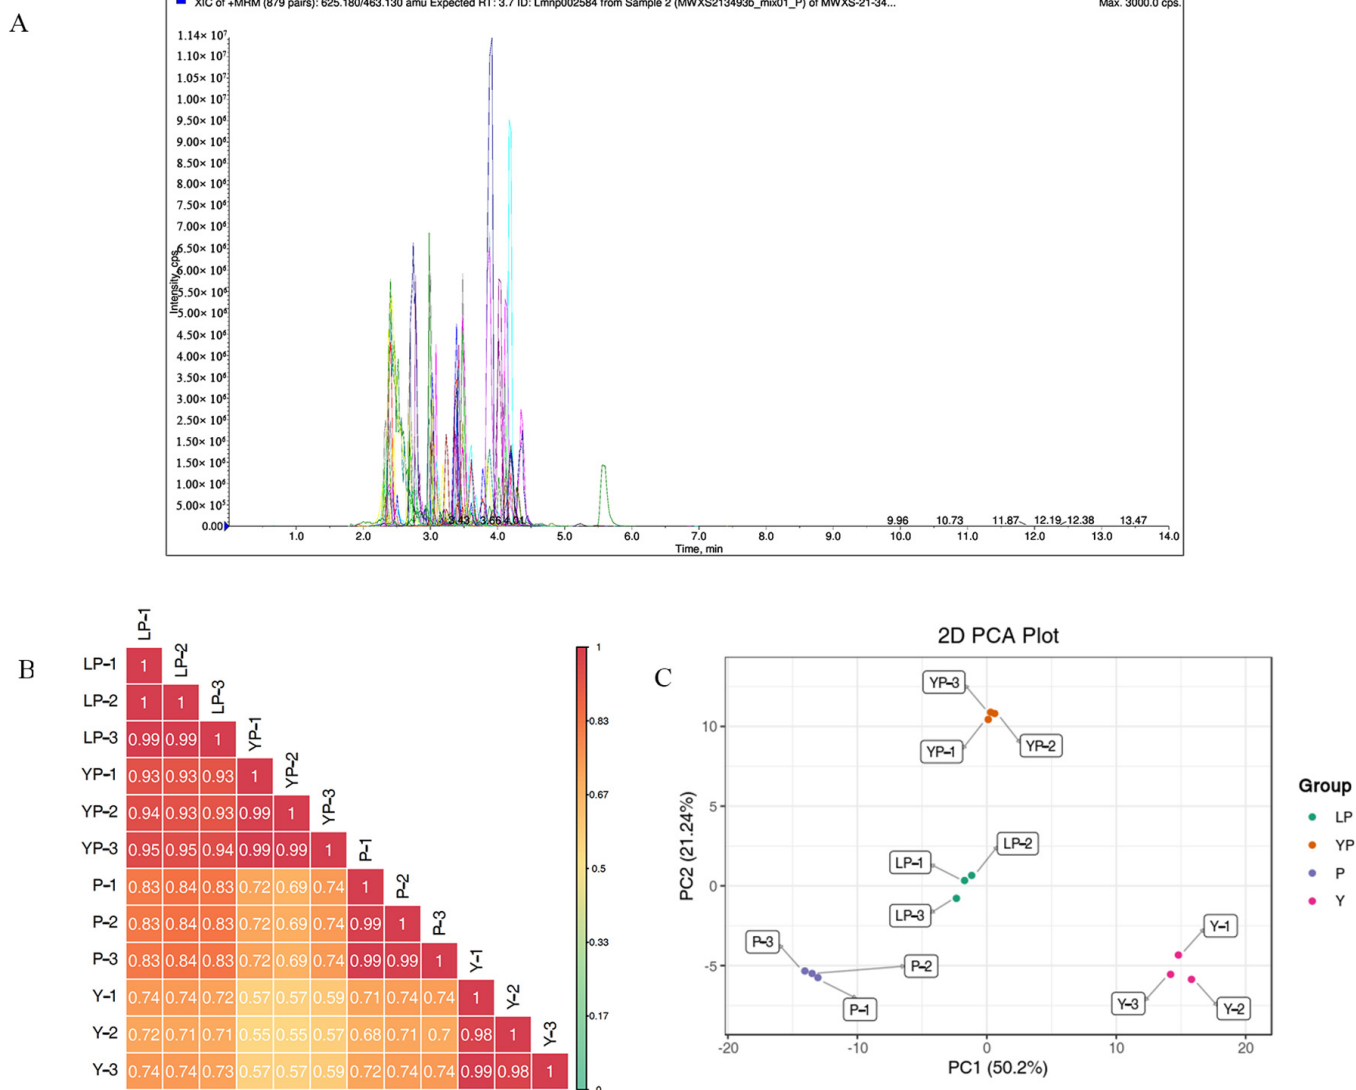 A
XIC of +MRM (879 pairs): 625.180/463.130 amu Expected RT: 3.7 ID: Lmnp002584 from Sample 2 (MWXS213493b_mix01_P) of MWXS-21-34...
Max. 3000.0 cps.
1.14× 10⁷
1.10× 10⁷
1.05× 10⁷
1.00× 10⁷
9.50× 10⁶
9.00× 10⁶
8.50× 10⁶
8.00× 10⁶
7.50× 10⁶
7.00× 10⁶
6.50× 10⁶
6.00× 10⁶
5.50× 10⁶
5.00× 10⁶
4.50× 10⁶
4.00× 10⁶
3.50× 10⁶
3.00× 10⁶
2.50× 10⁶
1.50× 10⁶
1.50× 10⁶
1.00× 10⁶
5.00× 10⁵
0.00
Intensity, cps
3.43 3.66 4.01 9.96 10.73 11.87 12.19 12.38 13.47
1.0 2.0 3.0 4.0 5.0 6.0 7.0 8.0 9.0 10.0 11.0 12.0 13.0 14.0
Time, min
B
LP-1 LP-2 LP-3 YP-1 YP-2 YP-3 P-1 P-2 P-3 Y-1 Y-2 Y-3
LP-1 1
LP-2 1 1
LP-3 0.99 0.99 1
YP-1 0.93 0.93 0.93 1
YP-2 0.94 0.93 0.93 0.99 1
YP-3 0.95 0.95 0.94 0.99 0.99 1
P-1 0.83 0.84 0.83 0.72 0.69 0.74 1
P-2 0.83 0.84 0.83 0.72 0.69 0.74 0.99 1
P-3 0.83 0.84 0.83 0.72 0.69 0.74 0.99 0.99 1
Y-1 0.74 0.74 0.72 0.57 0.57 0.59 0.71 0.74 0.74 1
Y-2 0.72 0.71 0.71 0.55 0.55 0.57 0.68 0.71 0.7 0.98 1
Y-3 0.74 0.74 0.73 0.57 0.57 0.59 0.72 0.74 0.74 0.99 0.98 1
1
0.83
0.67
0.5
0.33
0.17
0
C
2D PCA Plot
YP-3
YP-1
YP-2
LP-2
LP-1
LP-3
Y-1
P-3
P-2
Y-3
Y-2
P-1
10
5
0
-5
PC2 (21.24%)
-20 -10 0 10 20
PC1 (50.2%)
Group
LP
YP
P
Y